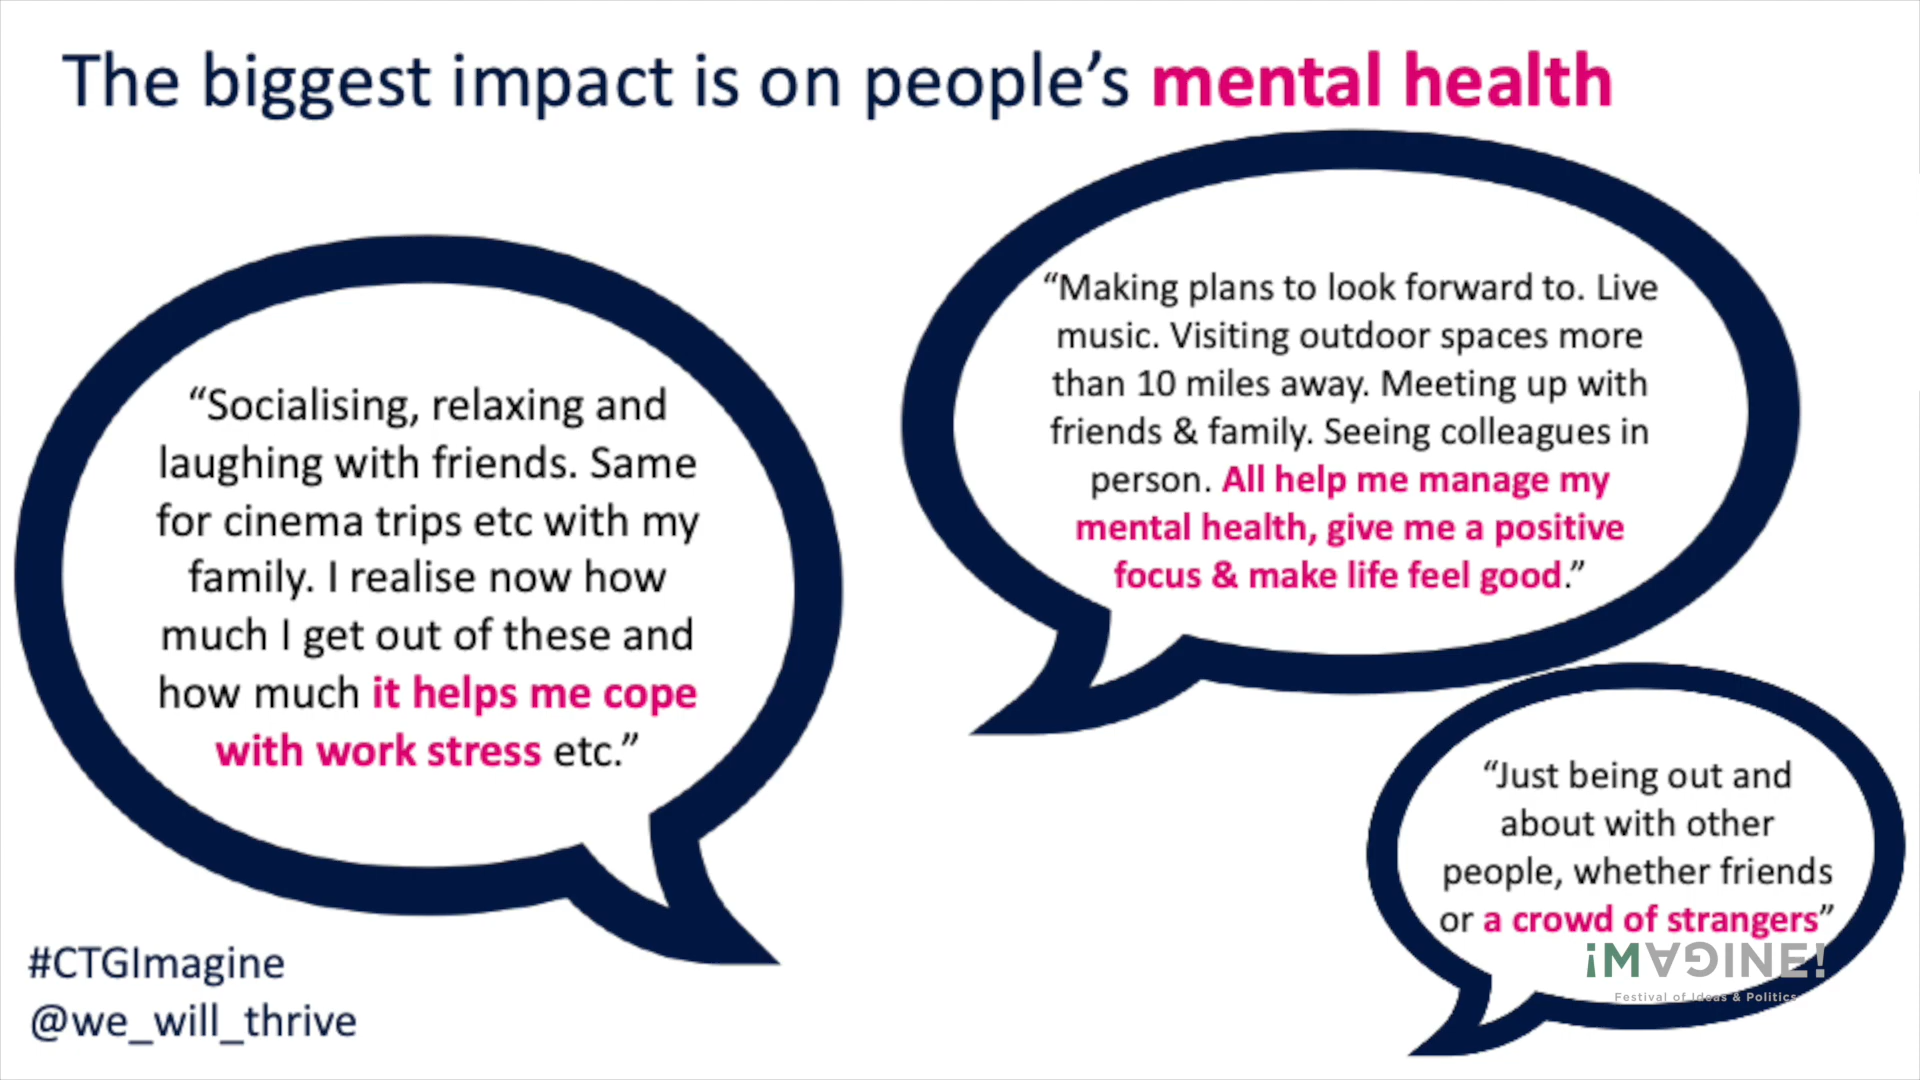 The biggest impact is on people’s mental health
“Socialising, relaxing and
laughing with friends. Same
for cinema trips etc with my
family. I realise now how
much I get out of these and
how much it helps me cope
with work stress etc.”
“Making plans to look forward to. Live
music. Visiting outdoor spaces more
than 10 miles away. Meeting up with
friends & family. Seeing colleagues in
person. All help me manage my
mental health, give me a positive
focus & make life feel good.”
“Just being out and
about with other
people, whether friends
or a crowd of strangers”
#CTGImagine
@we_will_thrive
¡MAGINE!
Festival of Ideas & Politics